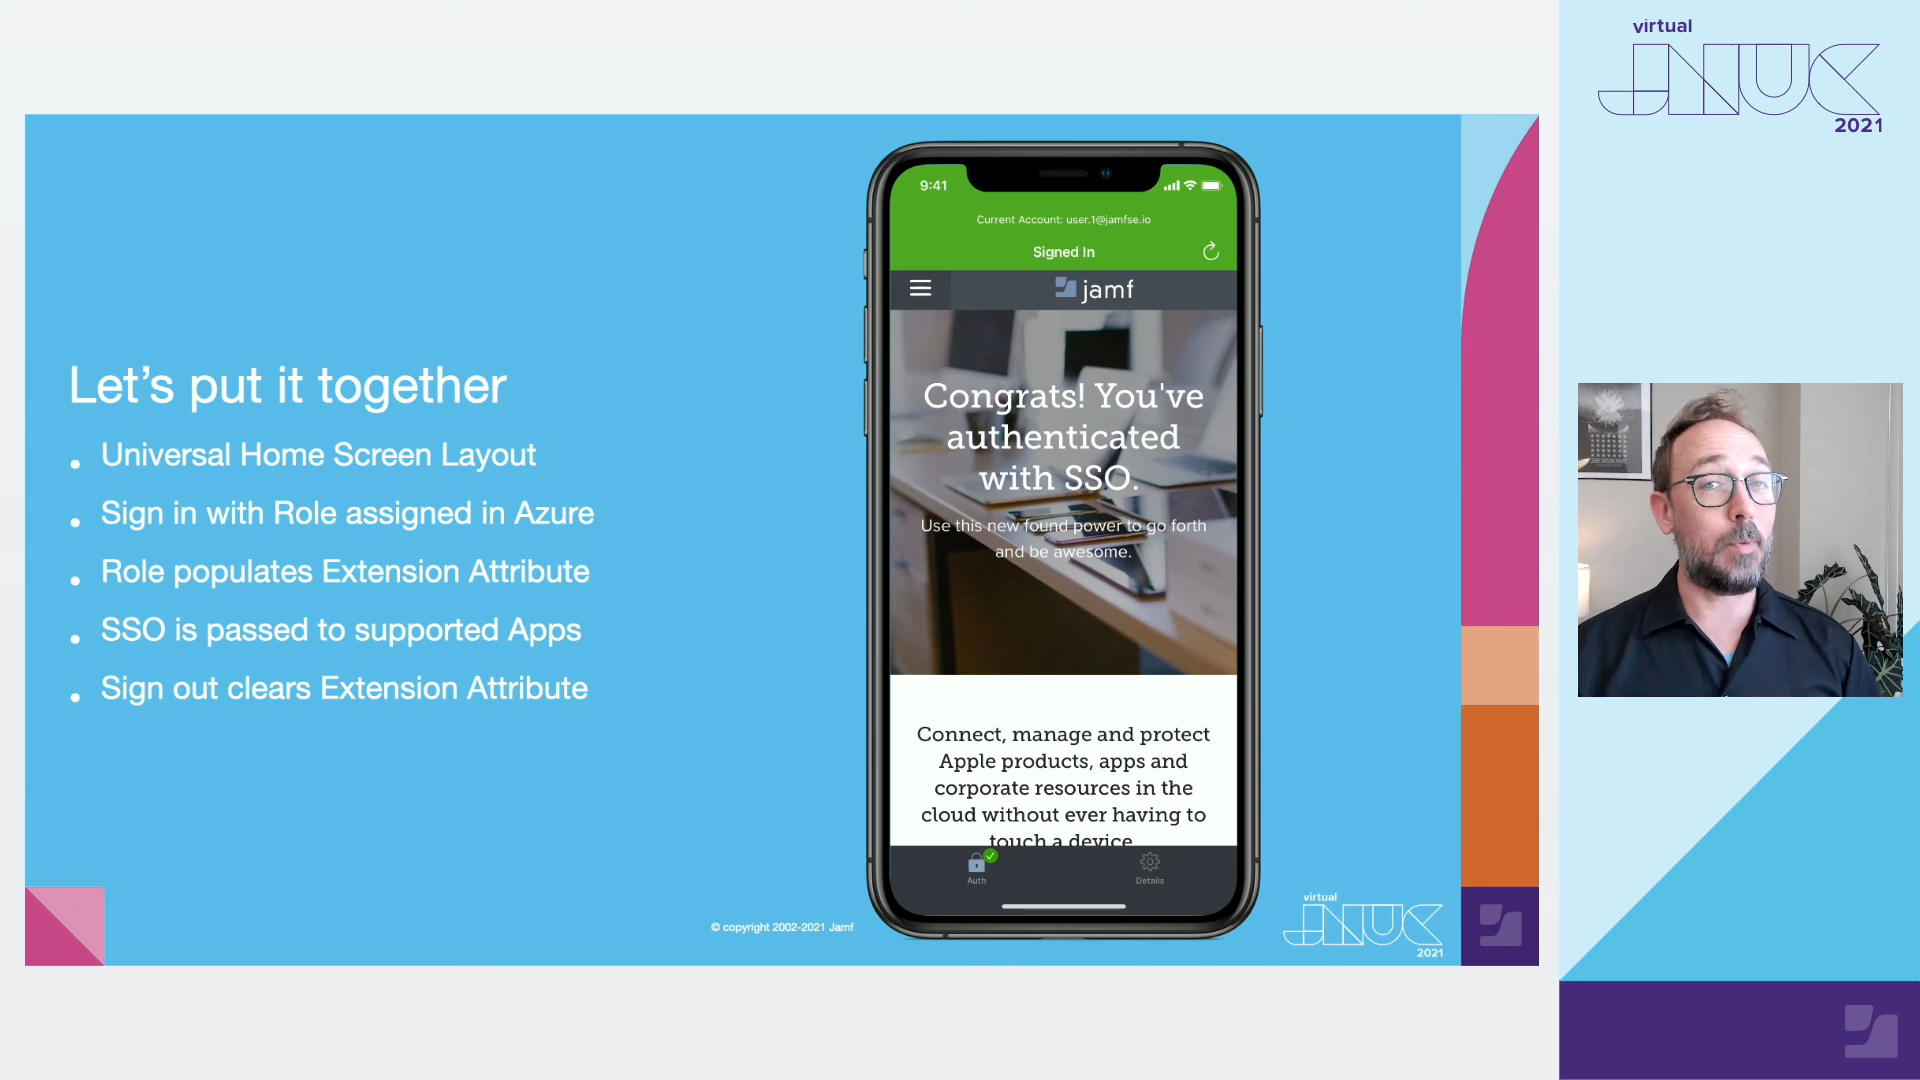 virtual
JNUC
2021
Let's put it together
• Universal Home Screen Layout
• Sign in with Role assigned in Azure
• Role populates Extension Attribute
• SSO is passed to supported Apps
• Sign out clears Extension Attribute
9:41
Current Account: user.1@jamfse.io
Signed In
jamf
Congrats! You've
authenticated
with SSO.
Use this new found power to go forth
and be awesome.
Connect, manage and protect
Apple products, apps and
corporate resources in the
cloud without ever having to
touch a device
Auth
Details
© copyright 2002-2021 Jamf
virtual
JNUC
2021